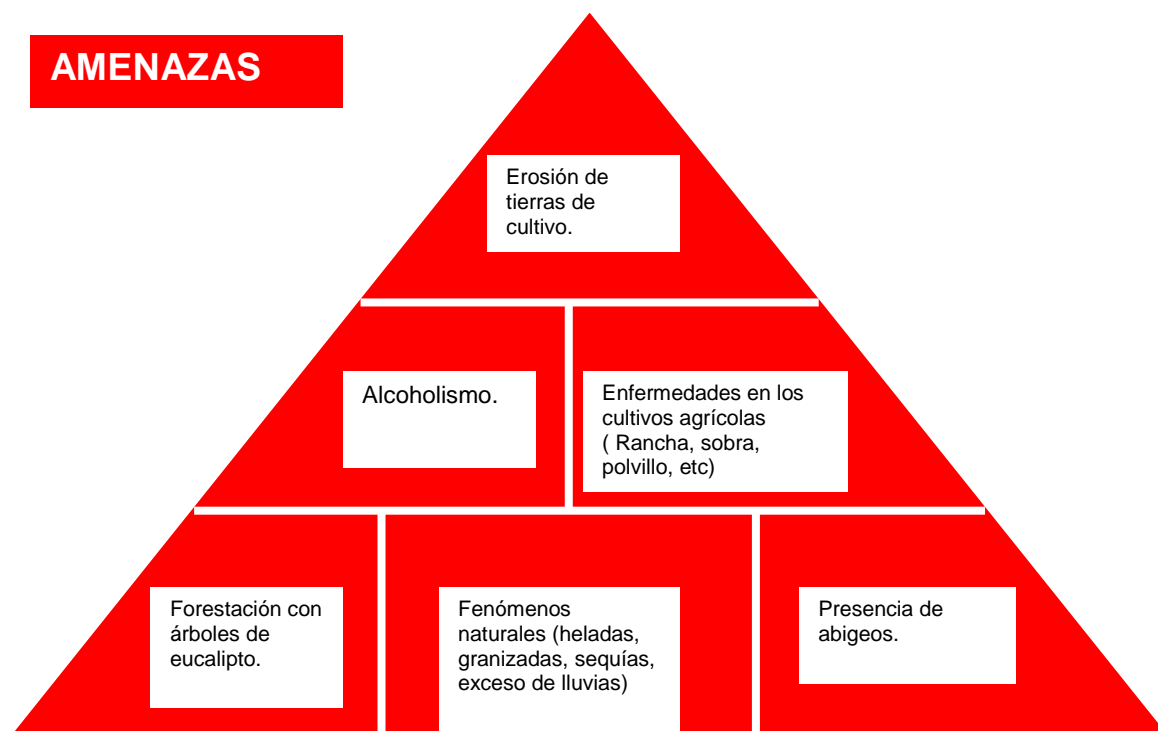 AMENAZAS
Erosión de
tierras de
cultivo.
Alcoholismo.
Enfermedades en los
cultivos agrícolas
( Rancha, sobra,
polvillo, etc)
Forestación con
árboles de
eucalipto.
Fenómenos
naturales (heladas,
granizadas, sequías,
exceso de lluvias)
Presencia de
abigeos.